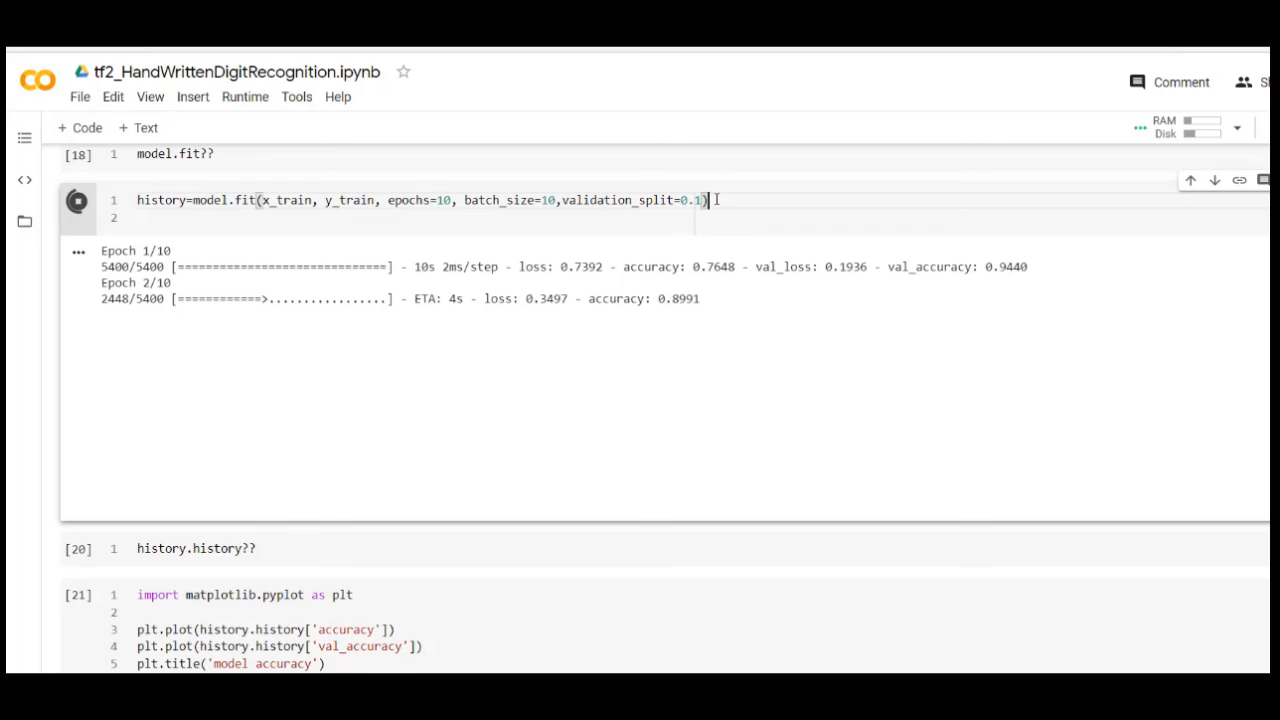 tf2_HandWrittenDigitRecognition.ipynb
File Edit View Insert Runtime Tools Help
Comment
+ Code + Text
RAM
Disk
[18] 1 model.fit??
1 history=model.fit(x_train, y_train, epochs=10, batch_size=10,validation_split=0.1)
2
Epoch 1/10
5400/5400 [==============================] - 10s 2ms/step - loss: 0.7392 - accuracy: 0.7648 - val_loss: 0.1936 - val_accuracy: 0.9440
Epoch 2/10
2448/5400 [============>.................] - ETA: 4s - loss: 0.3497 - accuracy: 0.8991
[20] 1 history.history??
[21] 1 import matplotlib.pyplot as plt
2
3 plt.plot(history.history['accuracy'])
4 plt.plot(history.history['val_accuracy'])
5 plt.title('model accuracy')